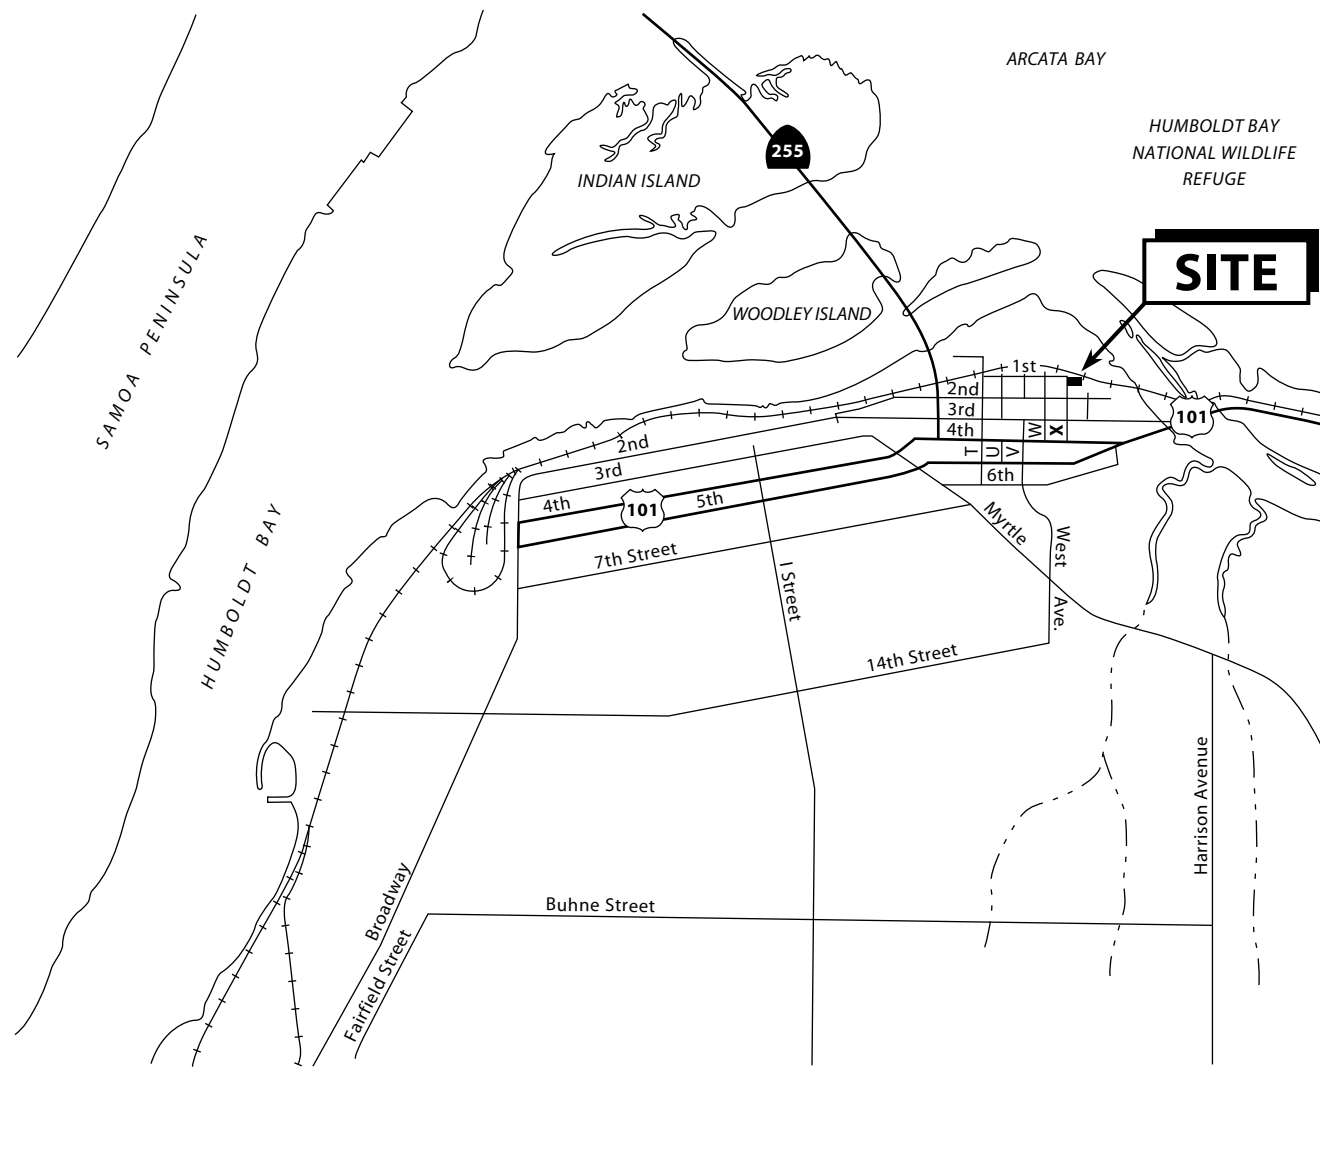 ARCATA BAY
HUMBOLDT BAY
NATIONAL WILDLIFE
REFUGE
255
INDIAN ISLAND
SITE
SAMOA PENINSULA
WOODLEY ISLAND
1st
2nd
3rd
4th
101
W
X
T
U
V
6th
2nd
3rd
4th
101
5th
7th Street
Myrtle
West Ave.
I Street
HUMBOLDT BAY
14th Street
Harrison Avenue
Broadway
Buhne Street
Fairfield Street